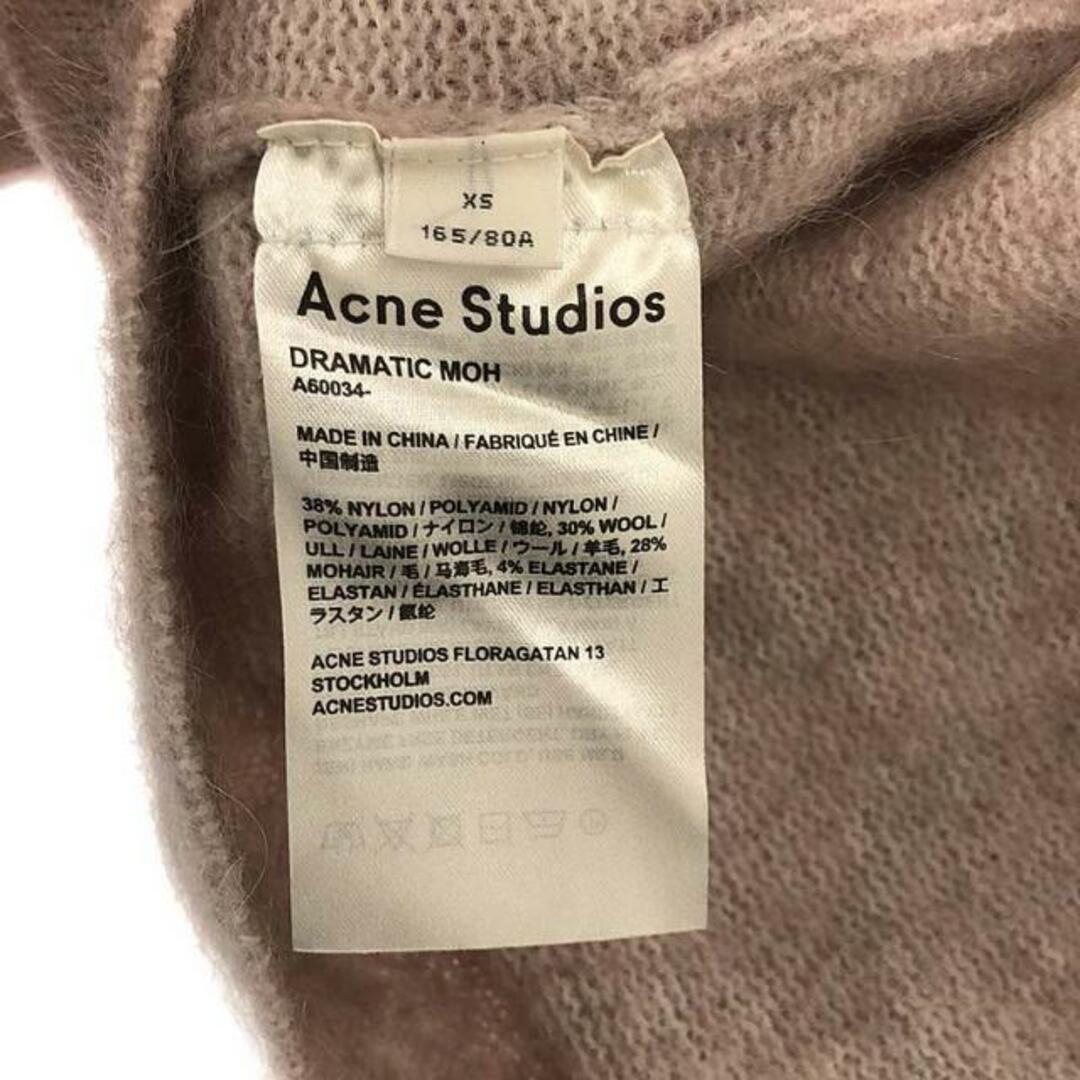 XS
165/80A
Acne Studios
DRAMATIC MOH
A60034-
MADE IN CHINA / FABRIQUÉ EN CHINE /
中国制造
38% NYLON / POLYAMID / NYLON /
POLYAMID / ナイロン / 锦纶, 30% WOOL /
ULL / LAINE / WOLLE / ウール / 羊毛, 28%
MOHAIR / 毛 / 马海毛, 4% ELASTANE /
ELASTAN / ÉLASTHANE / ELASTHAN / エ
ラスタン / 氨纶
ACNE STUDIOS FLORAGATAN 13
STOCKHOLM
ACNESTUDIOS.COM